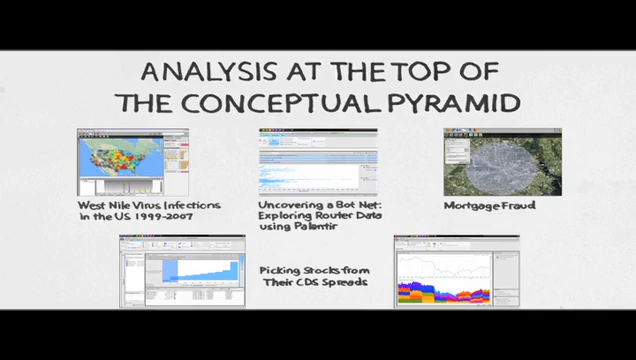 ANALYSIS AT THE TOP OF
THE CONCEPTUAL PYRAMID
West Nile Virus Infections
in the US 1999-2007
Uncovering a Bot Net:
Exploring Router Data
using Palantir
Mortgage Fraud
Picking Stocks from
Their CDS Spreads